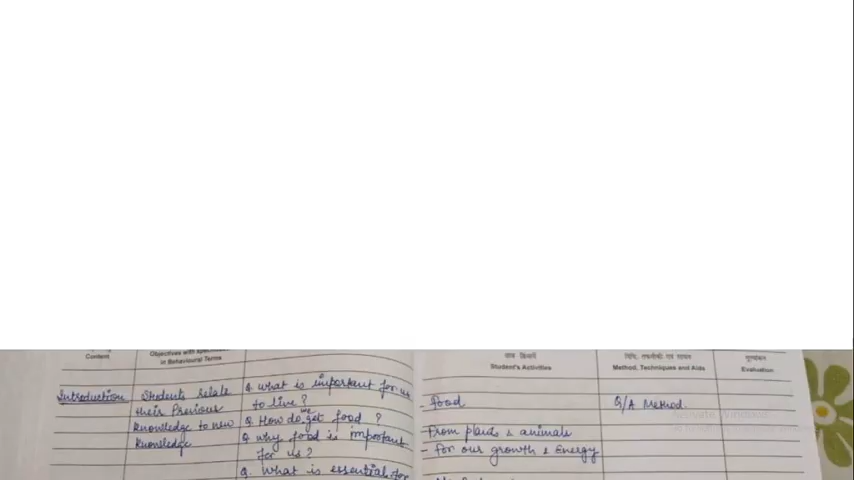 Content
Objectives with
in Behavioural Terms
छात्र क्रियायें
Student's Activities
विधि, तकनीकी एवं साधन
Method, Techniques and Aids
मूल्यांकन
Evaluation
Introduction
Students relate
their Previous
knowledge to new
knowledge
Q what is important for us
to live?
Q How do we get food ?
Q why food is important
for us?
Q. What is essential for
- Food
From plants & animals
- for our growth & Energy
Q/A Method.